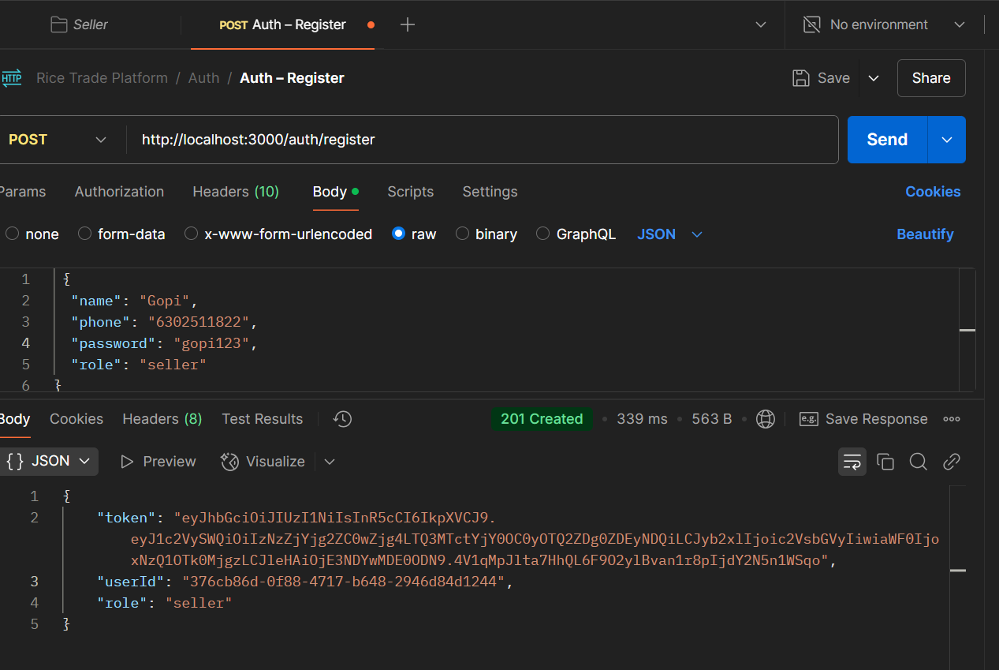 Seller
POST Auth – Register
No environment
HTTP Rice Trade Platform / Auth / Auth – Register
Save
Share
POST
http://localhost:3000/auth/register
Send
Params Authorization Headers (10) Body Scripts Settings Cookies
none form-data x-www-form-urlencoded raw binary GraphQL JSON Beautify
1 {
2 "name": "Gopi",
3 "phone": "6302511822",
4 "password": "gopi123",
5 "role": "seller"
6 }
Body Cookies Headers (8) Test Results 201 Created • 339 ms • 563 B • e.g. Save Response
{} JSON Preview Visualize
1 {
2 "token": "eyJhbGciOiJIUzI1NiIsInR5cCI6IkpXVCJ9.
eyJ1c2VySWQiOiIzNzZjYjg2ZC0wZjg4LTQ3MTctYjY0OC0yOTQ2ZDg0ZDEyNDQiLCJyb2xlIjoic2VsbGVyIiwiaWF0Ijo
xNzQ1OTk0MjgzLCJleHAiOjE3NDYwMDE0ODN9.4V1qMpJlta7HhQL6F9O2ylBvan1r8pIjdY2N5n1WSqo",
3 "userId": "376cb86d-0f88-4717-b648-2946d84d1244",
4 "role": "seller"
5 }